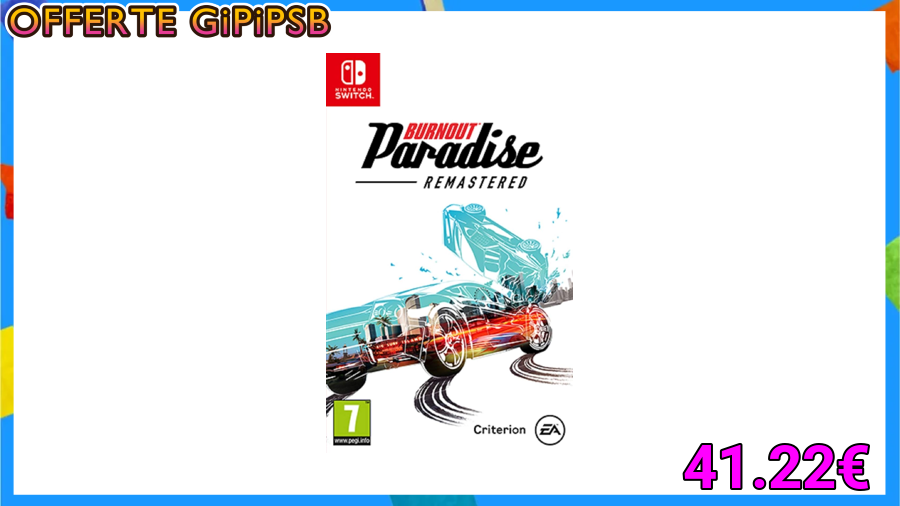 OFFERTE GiPiPSB
NINTENDO
SWITCH.
BURNOUT
Paradise
REMASTERED
7
www.pegi.info
Criterion
EA
41.22€